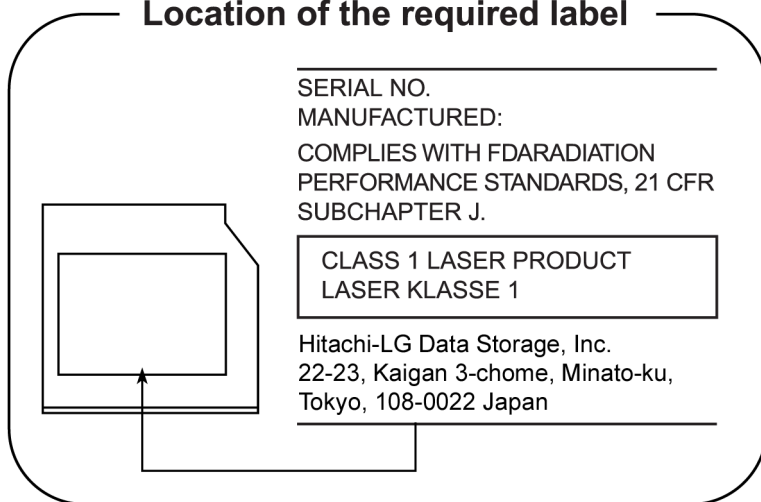 Location of the required label
SERIAL NO.
MANUFACTURED:
COMPLIES WITH FDARADIATION
PERFORMANCE STANDARDS, 21 CFR
SUBCHAPTER J.
CLASS 1 LASER PRODUCT
LASER KLASSE 1
Hitachi-LG Data Storage, Inc.
22-23, Kaigan 3-chome, Minato-ku,
Tokyo, 108-0022 Japan